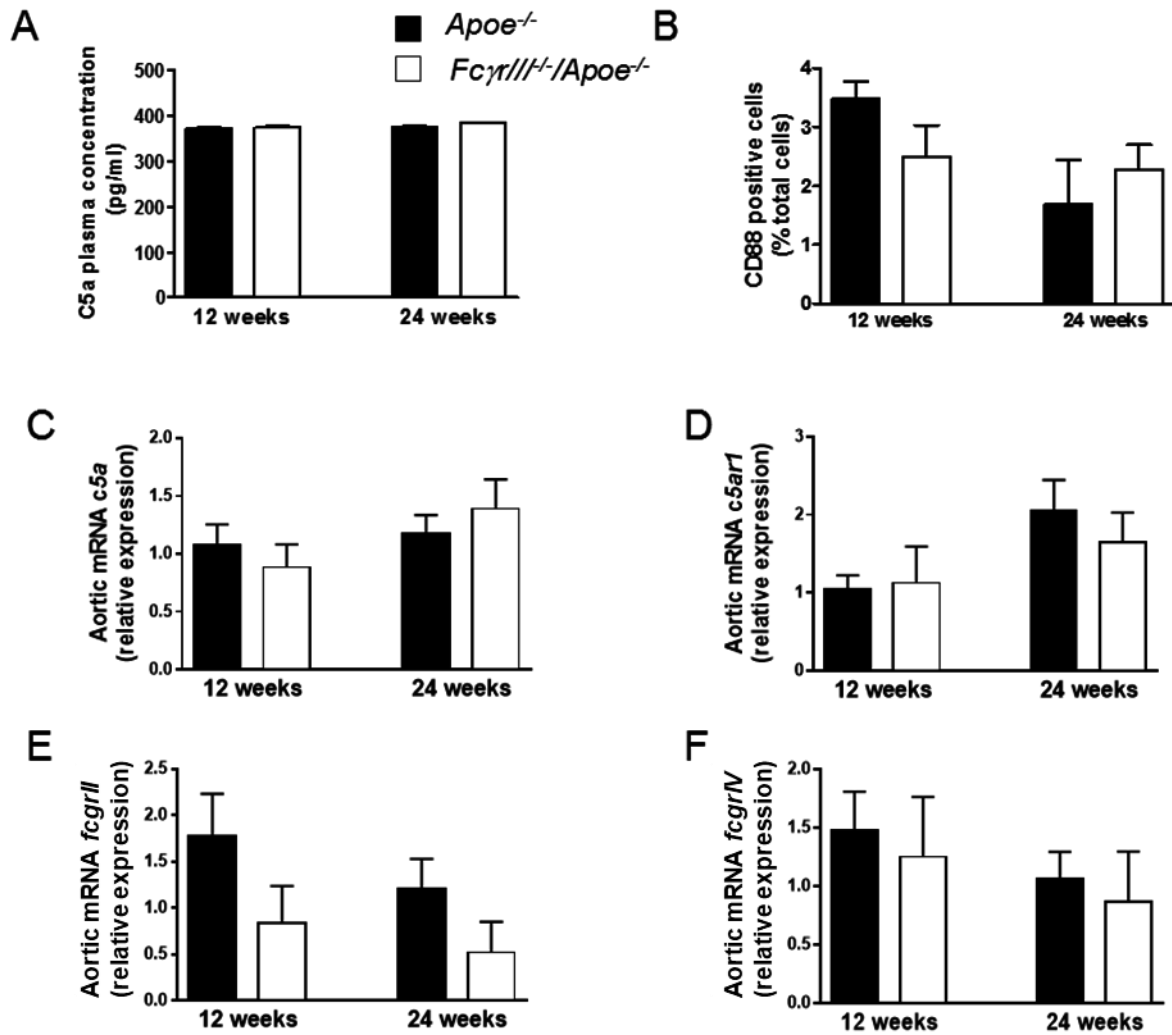 A
Apoe-/-
Fcγrlll-/-/Apoe-/-
B
C5a plasma concentration
(pg/ml)
500
400
300
200
100
0
12 weeks
24 weeks
CD88 positive cells
(% total cells)
4
3
2
1
0
12 weeks
24 weeks
C
Aortic mRNA c5a
(relative expression)
2.0
1.5
1.0
0.5
0.0
12 weeks
24 weeks
D
Aortic mRNA c5ar1
(relative expression)
3
2
1
0
12 weeks
24 weeks
E
Aortic mRNA fcgrII
(relative expression)
2.5
2.0
1.5
1.0
0.5
0.0
12 weeks
24 weeks
F
Aortic mRNA fcgrIV
(relative expression)
2.0
1.5
1.0
0.5
0.0
12 weeks
24 weeks